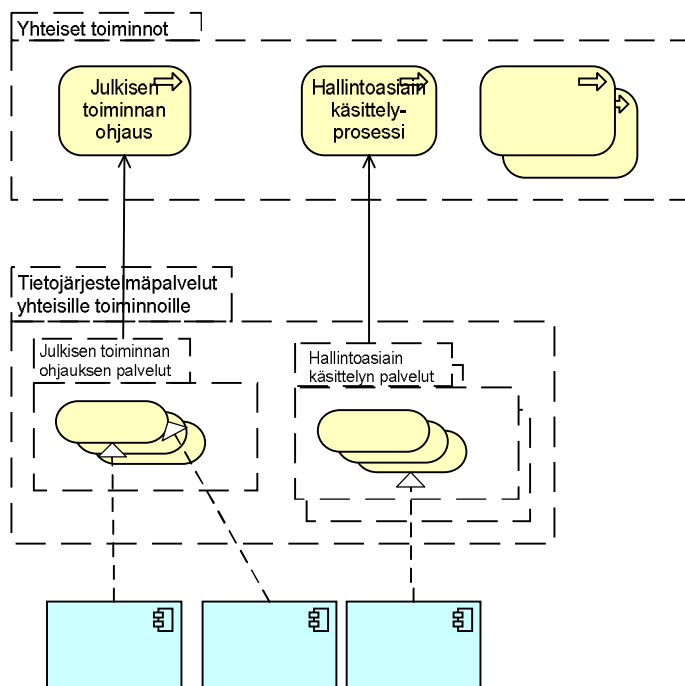 Yhteiset toiminnot
Julkisen
toiminnan
ohjaus
Hallintoasiain
käsittely-
prosessi
Tietojärjestelmäpalvelut
yhteisille toiminnoille
Julkisen toiminnan
ohjauksen palvelut
Hallintoasiain
käsittelyn palvelut